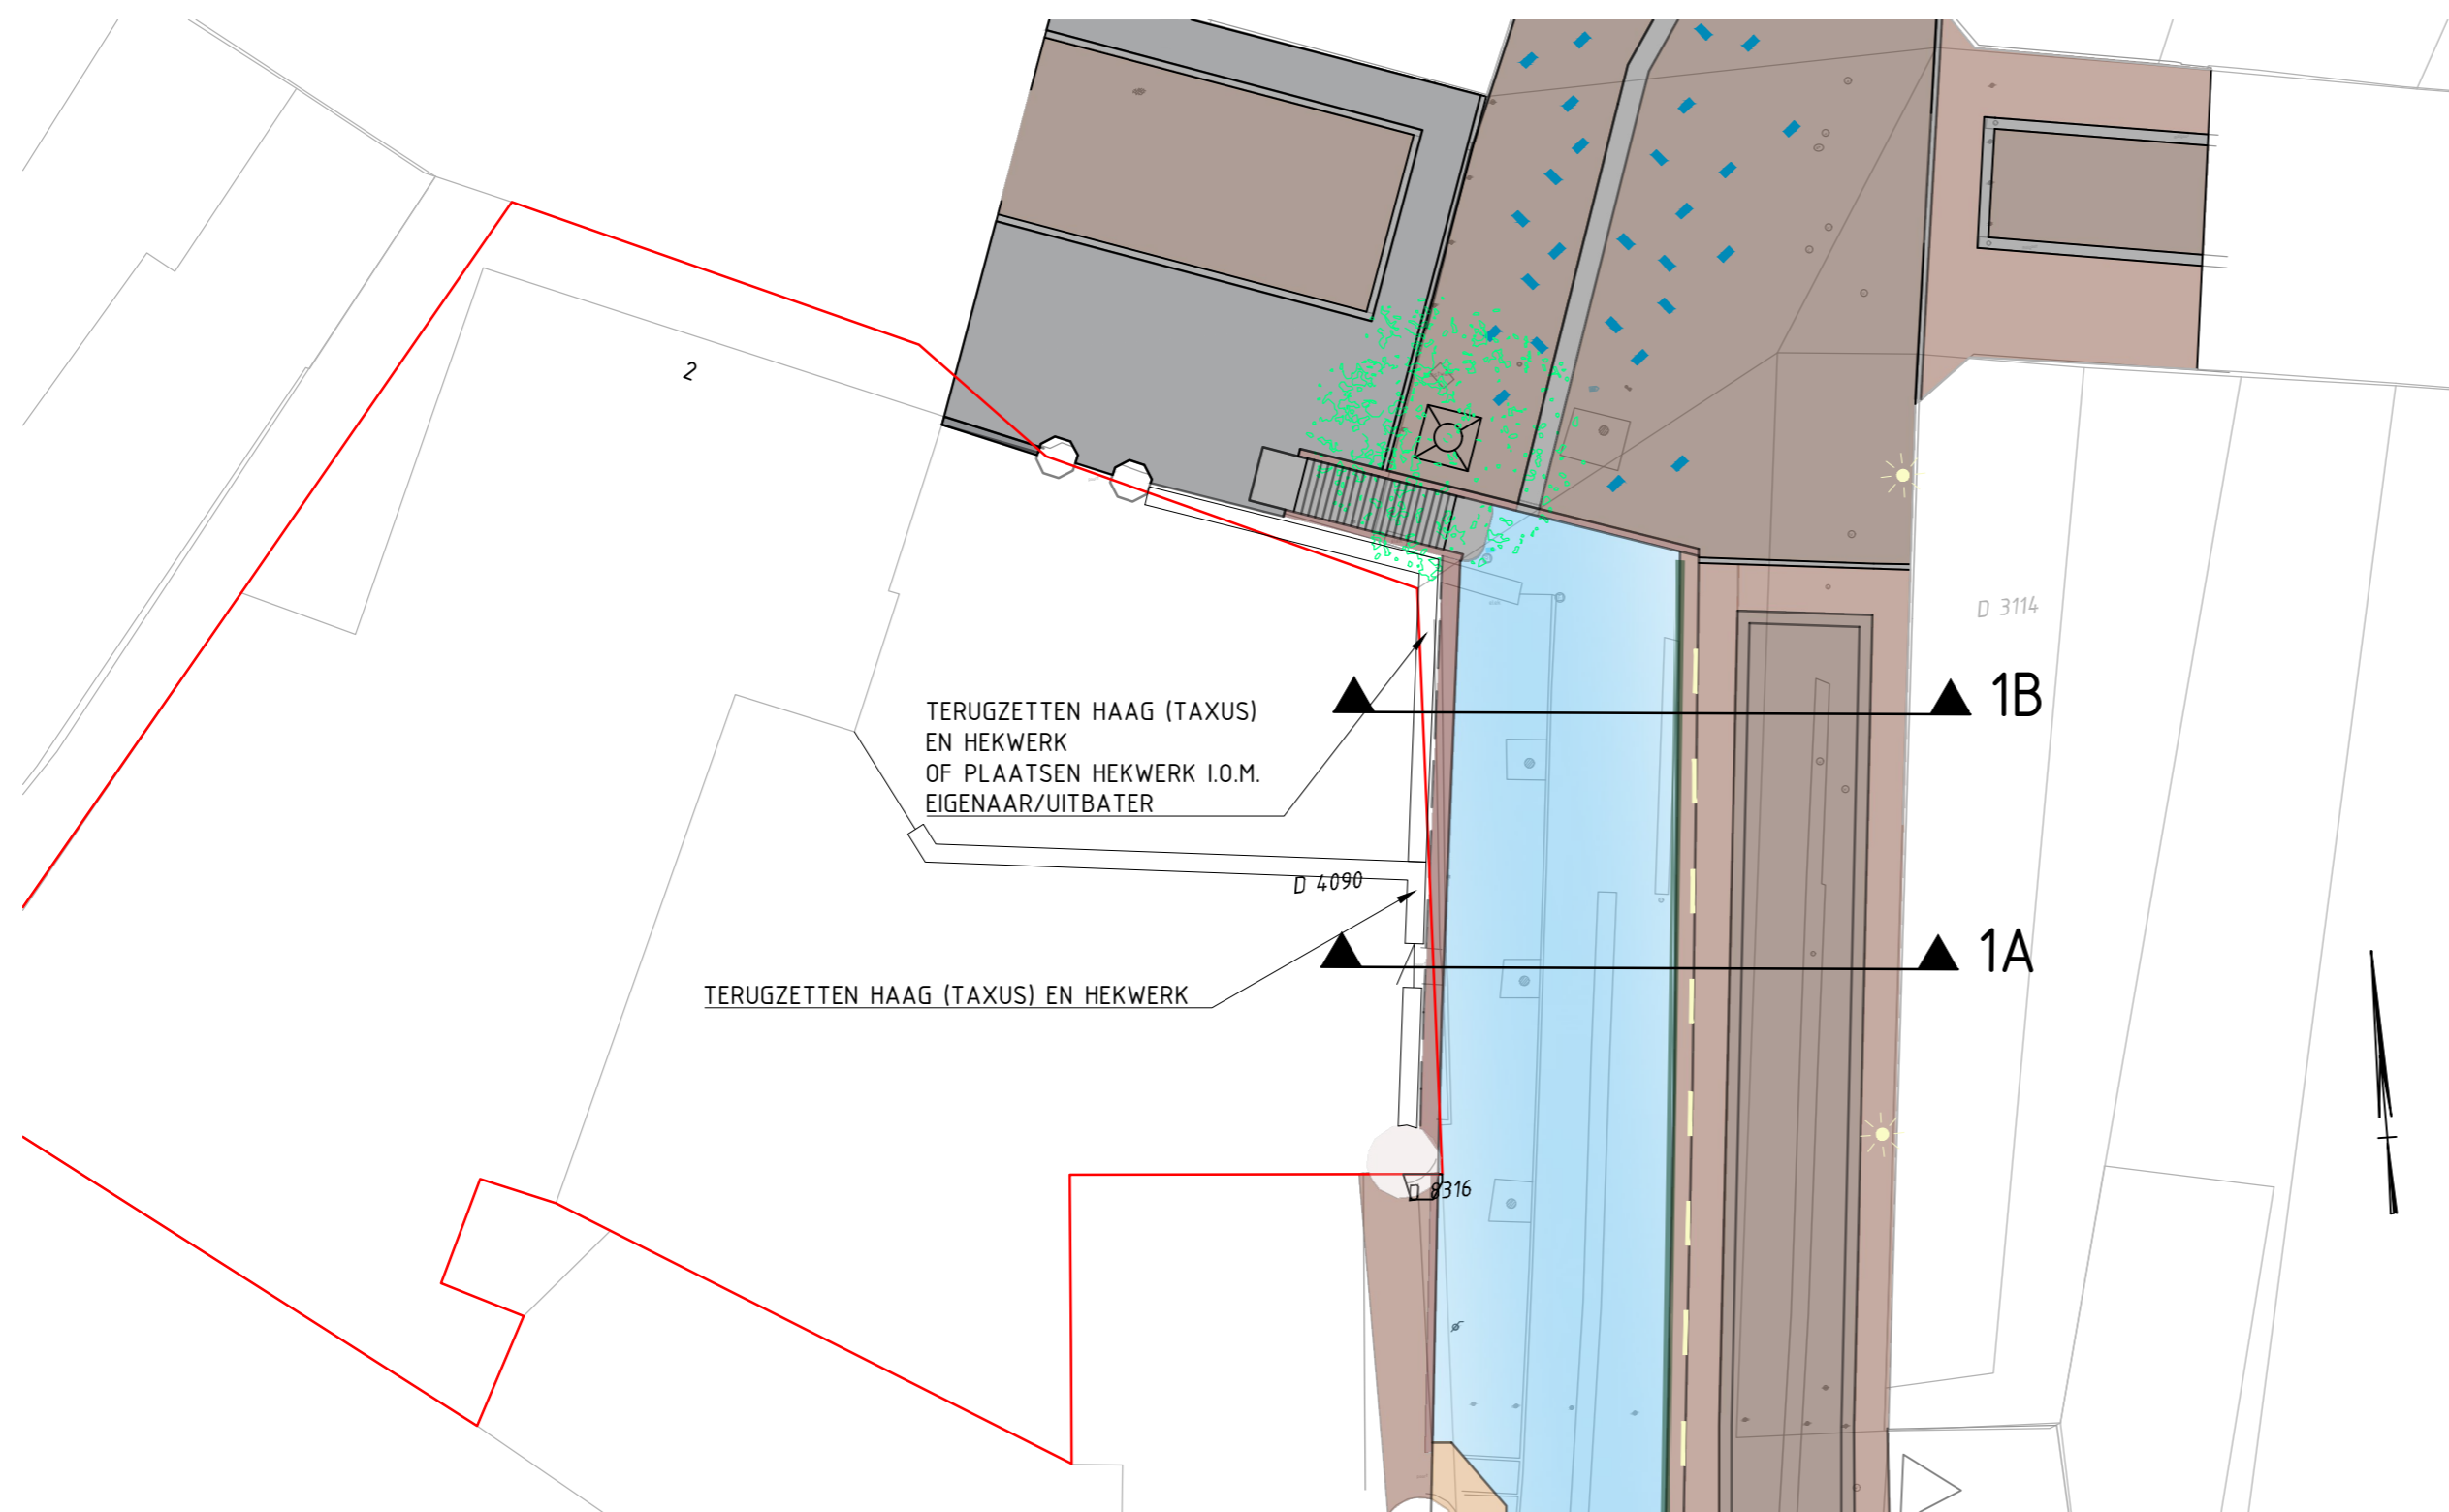 2
D 3114
1B
TERUGZETTEN HAAG (TAXUS)
EN HEKWERK
OF PLAATSEN HEKWERK I.O.M.
EIGENAAR/UITBATER
D 4090
1A
TERUGZETTEN HAAG (TAXUS) EN HEKWERK
D 8316